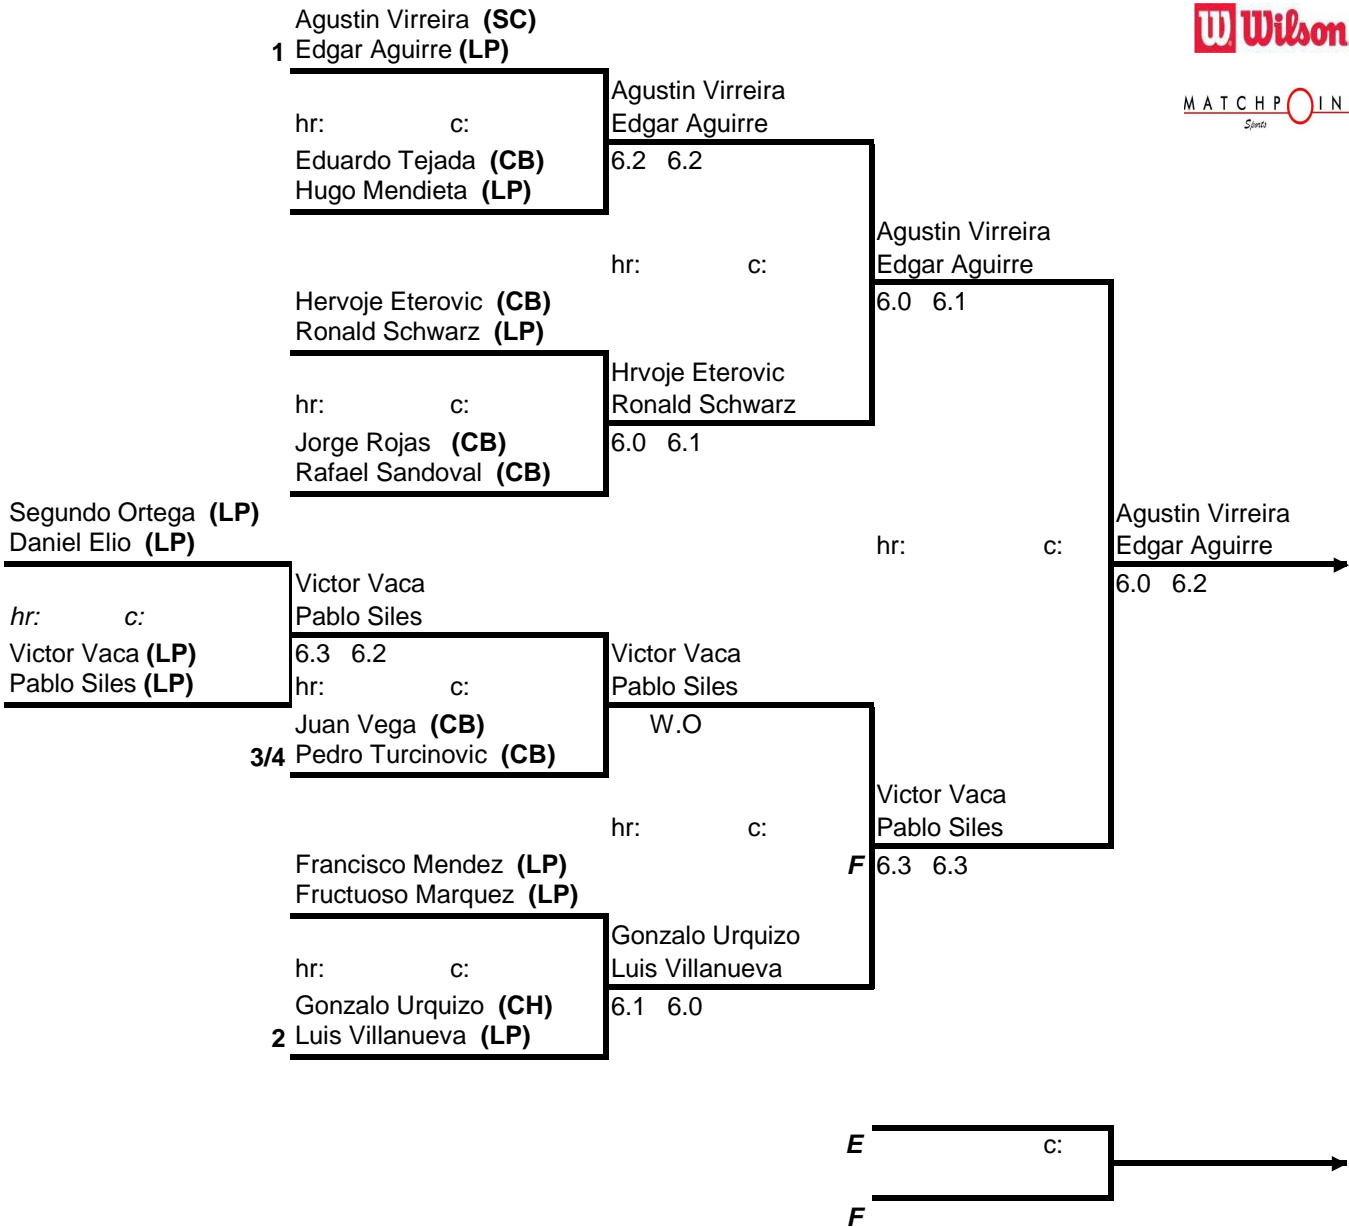 Agustin Virreira (SC)
1 Edgar Aguirre (LP)
W Wilson
MATCHPOIN
Sports
Agustin Virreira
Edgar Aguirre
hr: c:
Eduardo Tejada (CB)
Hugo Mendieta (LP)
6.2 6.2
Agustin Virreira
Edgar Aguirre
hr: c:
6.0 6.1
Hervoje Eterovic (CB)
Ronald Schwarz (LP)
Hrvoje Eterovic
Ronald Schwarz
hr: c:
Jorge Rojas (CB)
Rafael Sandoval (CB)
6.0 6.1
Segundo Ortega (LP)
Daniel Elio (LP)
hr: c:
Agustin Virreira
Edgar Aguirre
6.0 6.2
Victor Vaca
Pablo Siles
hr: c:
Victor Vaca (LP)
Pablo Siles (LP)
6.3 6.2
hr: c:
Victor Vaca
Pablo Siles
W.O
Juan Vega (CB)
3/4 Pedro Turcinovic (CB)
Victor Vaca
Pablo Siles
hr: c:
F 6.3 6.3
Francisco Mendez (LP)
Fructuoso Marquez (LP)
Gonzalo Urquizo
Luis Villanueva
hr: c:
Gonzalo Urquizo (CH)
2 Luis Villanueva (LP)
6.1 6.0
E c:
F